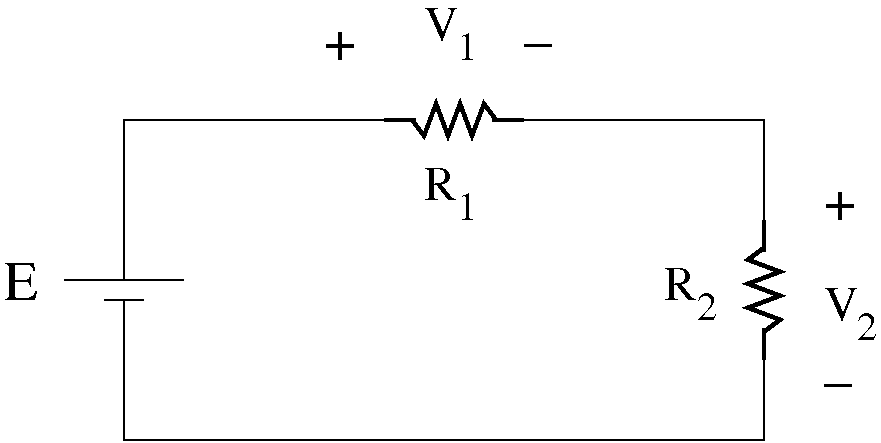 + V1 −
R1
+
E
R2
V2
−